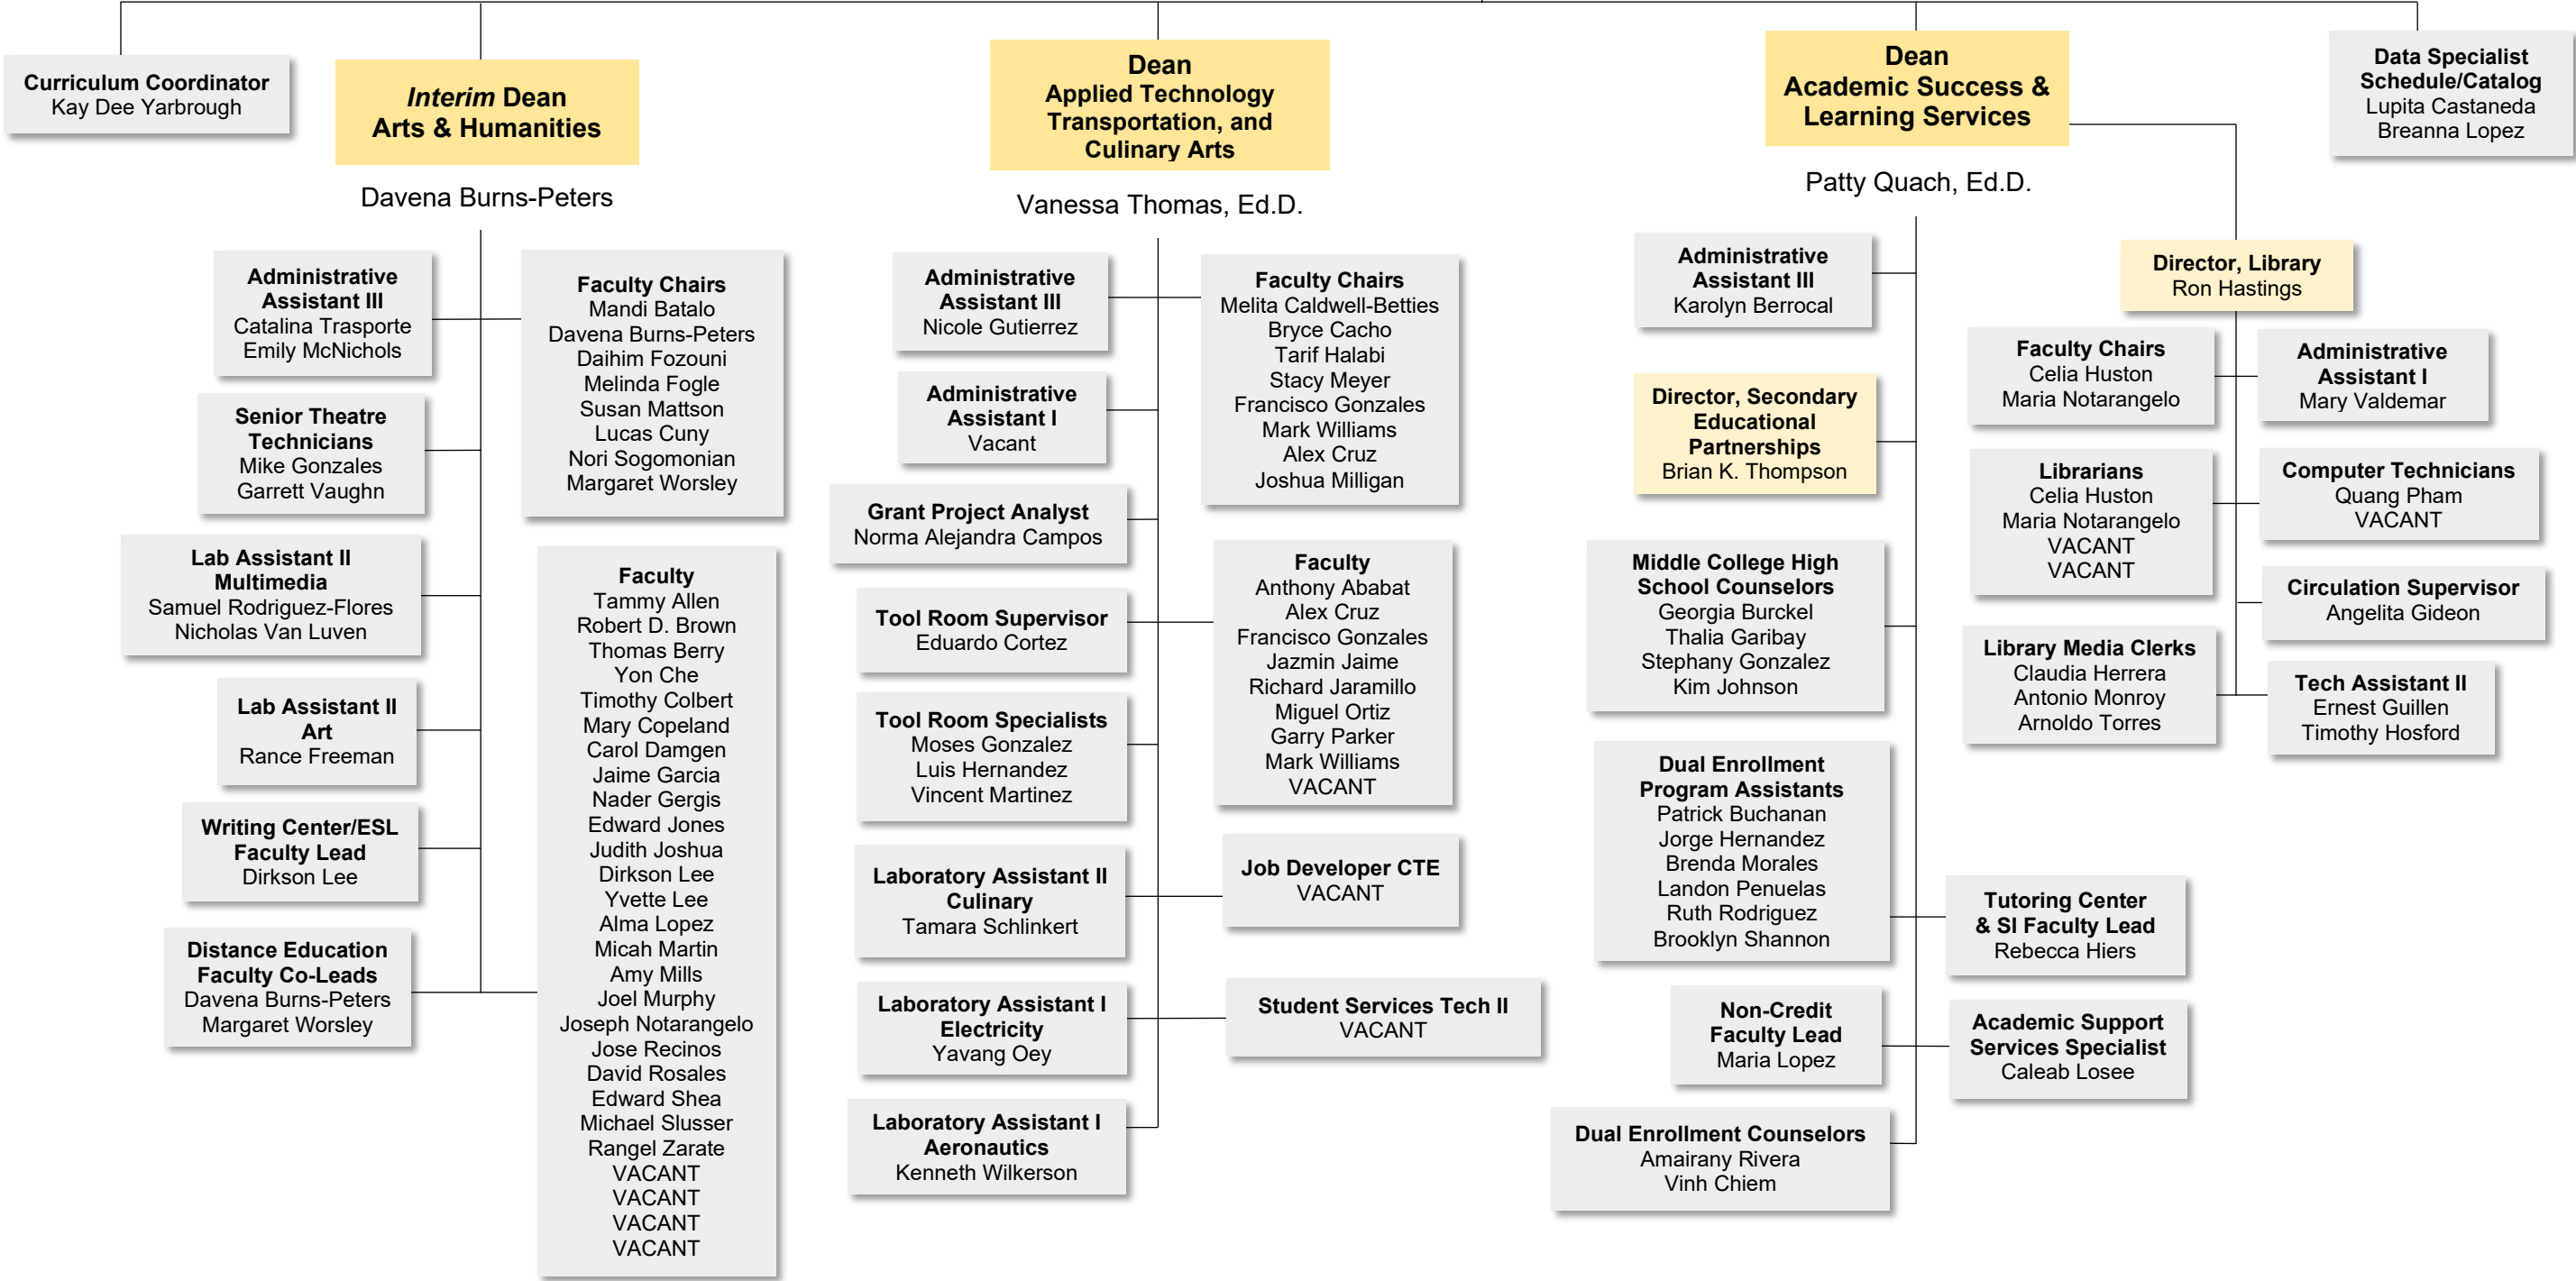 Curriculum Coordinator
Kay Dee Yarbrough
Interim Dean
Arts & Humanities
Davena Burns-Peters
Administrative
Assistant III
Catalina Trasporte
Emily McNichols
Senior Theatre
Technicians
Mike Gonzales
Garrett Vaughn
Lab Assistant II
Multimedia
Samuel Rodriguez-Flores
Nicholas Van Luven
Lab Assistant II
Art
Rance Freeman
Writing Center/ESL
Faculty Lead
Dirkson Lee
Distance Education
Faculty Co-Leads
Davena Burns-Peters
Margaret Worsley
Faculty Chairs
Mandi Batalo
Davena Burns-Peters
Daihim Fozouni
Melinda Fogle
Susan Mattson
Lucas Cuny
Nori Sogomonian
Margaret Worsley
Faculty
Tammy Allen
Robert D. Brown
Thomas Berry
Yon Che
Timothy Colbert
Mary Copeland
Carol Damgen
Jaime Garcia
Nader Gergis
Edward Jones
Judith Joshua
Dirkson Lee
Yvette Lee
Alma Lopez
Micah Martin
Amy Mills
Joel Murphy
Joseph Notarangelo
Jose Recinos
David Rosales
Edward Shea
Michael Slusser
Rangel Zarate
VACANT
VACANT
VACANT
VACANT
Dean
Applied Technology
Transportation, and
Culinary Arts
Vanessa Thomas, Ed.D.
Administrative
Assistant III
Nicole Gutierrez
Administrative
Assistant I
Vacant
Grant Project Analyst
Norma Alejandra Campos
Tool Room Supervisor
Eduardo Cortez
Tool Room Specialists
Moses Gonzalez
Luis Hernandez
Vincent Martinez
Laboratory Assistant II
Culinary
Tamara Schlinkert
Laboratory Assistant I
Electricity
Yavang Oey
Laboratory Assistant I
Aeronautics
Kenneth Wilkerson
Faculty Chairs
Melita Caldwell-Betties
Bryce Cacho
Tarif Halabi
Stacy Meyer
Francisco Gonzales
Mark Williams
Alex Cruz
Joshua Milligan
Faculty
Anthony Ababat
Alex Cruz
Francisco Gonzales
Jazmin Jaime
Richard Jaramillo
Miguel Ortiz
Garry Parker
Mark Williams
VACANT
Job Developer CTE
VACANT
Student Services Tech II
VACANT
Dean
Academic Success &
Learning Services
Patty Quach, Ed.D.
Administrative
Assistant III
Karolyn Berrocal
Director, Secondary
Educational
Partnerships
Brian K. Thompson
Middle College High
School Counselors
Georgia Burckel
Thalia Garibay
Stephany Gonzalez
Kim Johnson
Dual Enrollment
Program Assistants
Patrick Buchanan
Jorge Hernandez
Brenda Morales
Landon Penuelas
Ruth Rodriguez
Brooklyn Shannon
Non-Credit
Faculty Lead
Maria Lopez
Dual Enrollment Counselors
Amairany Rivera
Vinh Chiem
Tutoring Center
& SI Faculty Lead
Rebecca Hiers
Academic Support
Services Specialist
Caleab Losee
Director, Library
Ron Hastings
Faculty Chairs
Celia Huston
Maria Notarangelo
Librarians
Celia Huston
Maria Notarangelo
VACANT
VACANT
Library Media Clerks
Claudia Herrera
Antonio Monroy
Arnoldo Torres
Administrative
Assistant I
Mary Valdemar
Computer Technicians
Quang Pham
VACANT
Circulation Supervisor
Angelita Gideon
Tech Assistant II
Ernest Guillen
Timothy Hosford
Data Specialist
Schedule/Catalog
Lupita Castaneda
Breanna Lopez